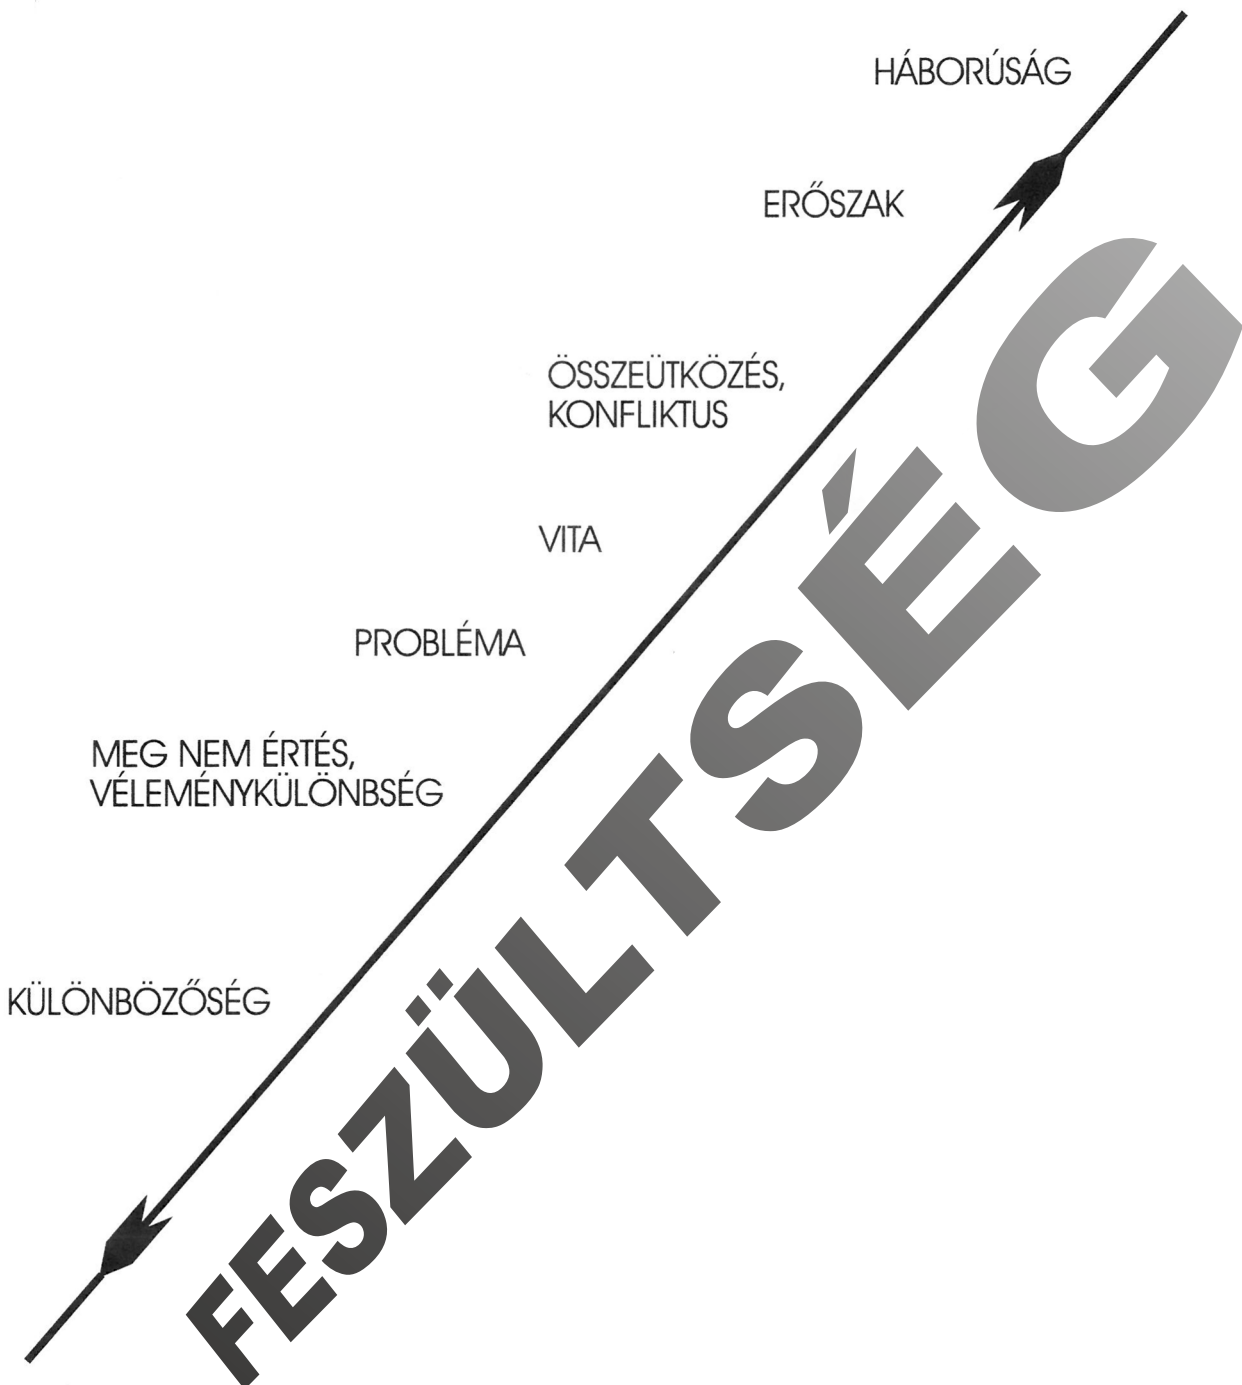 HÁBORÚSÁG
ERŐSZAK
ÖSSZEÜTKÖZÉS,
KONFLIKTUS
VITA
PROBLÉMA
MEG NEM ÉRTÉS,
VÉLEMÉNYKÜLÖNBSÉG
KÜLÖNBÖZŐSÉG
FESZÜLTSÉG